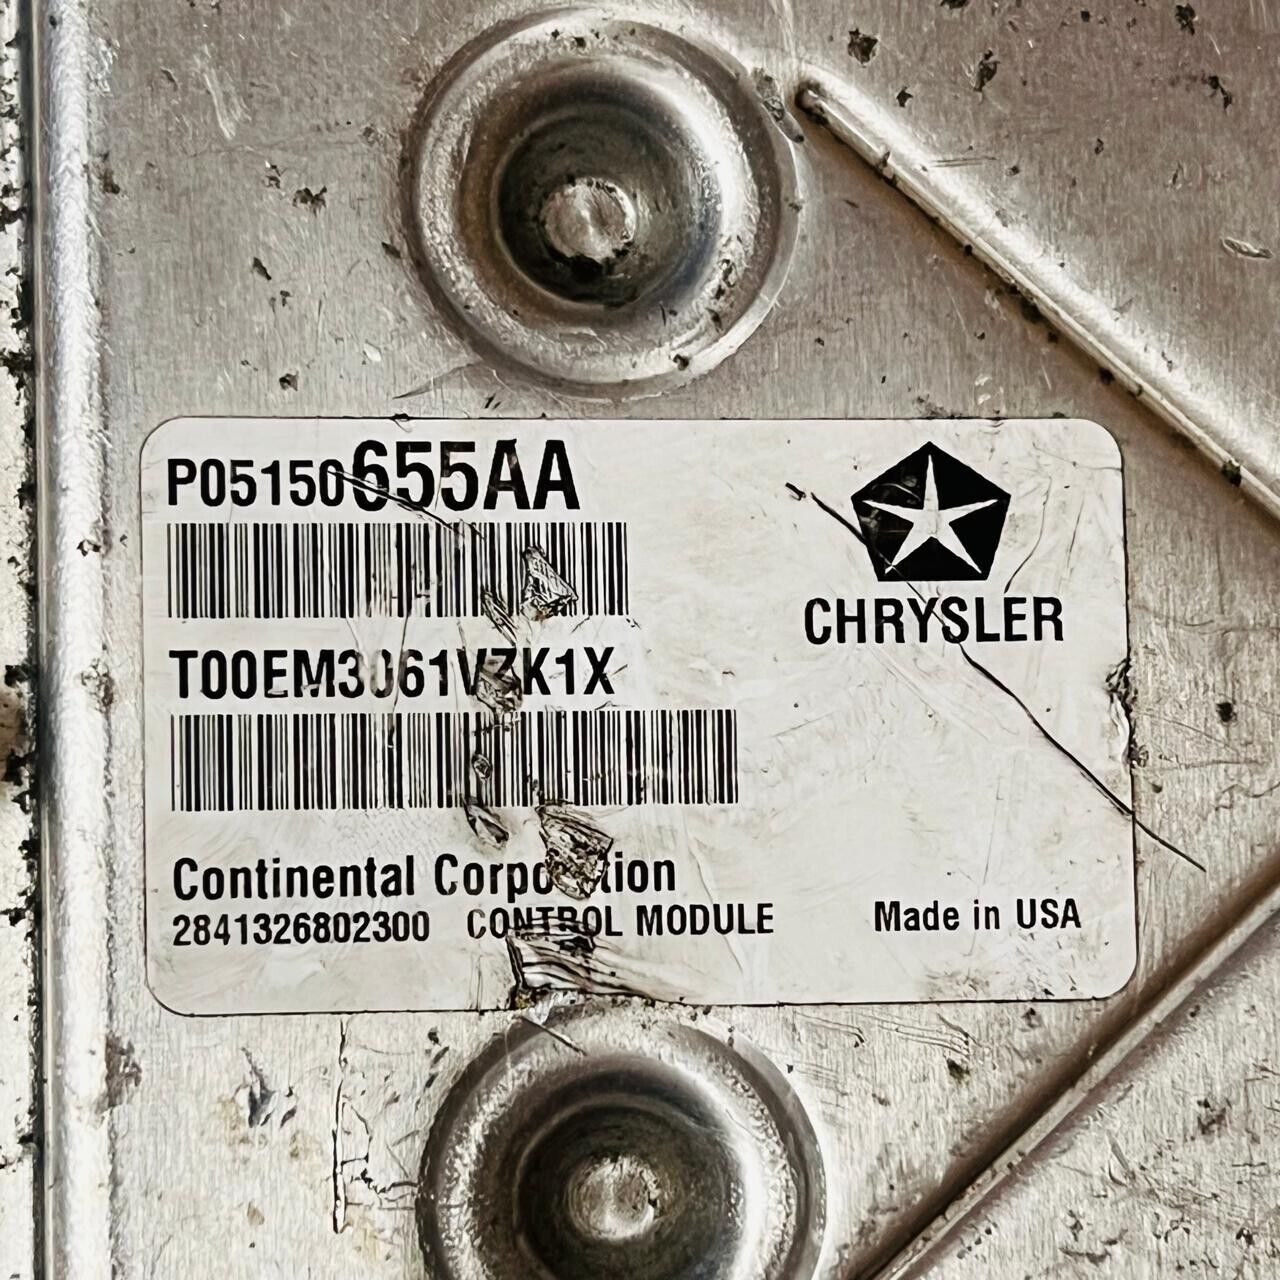 P05150655AA
CHRYSLER
T00EM3061VZK1X
Continental Corporation
2841326802300 CONTROL MODULE
Made in USA